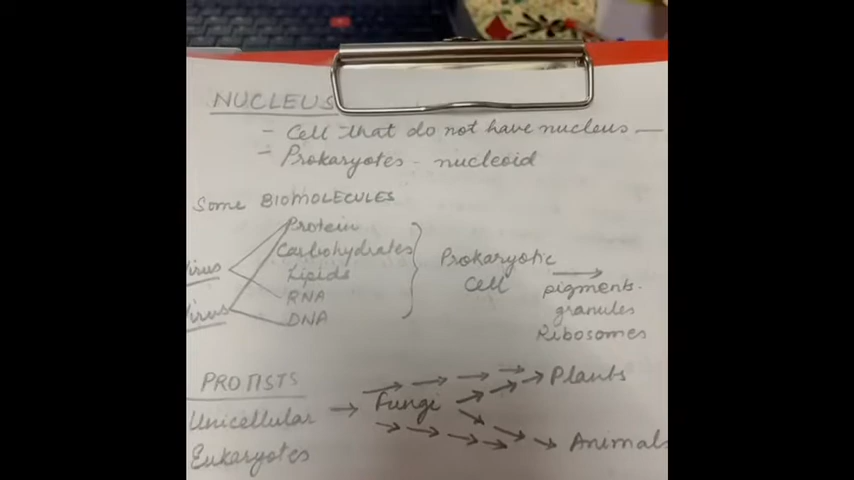 NUCLEUS
- Cell that do not have nucleus —
- Prokaryotes - nucleoid
Some BIOMOLECULES
Protein
Carbohydrates
Lipids
RNA
DNA
Virus
Virus
Prokaryotic
Cell
pigments.
granules
Ribosomes
PROTISTS
Unicellular
Eukaryotes
Fungi
Plants
Animals